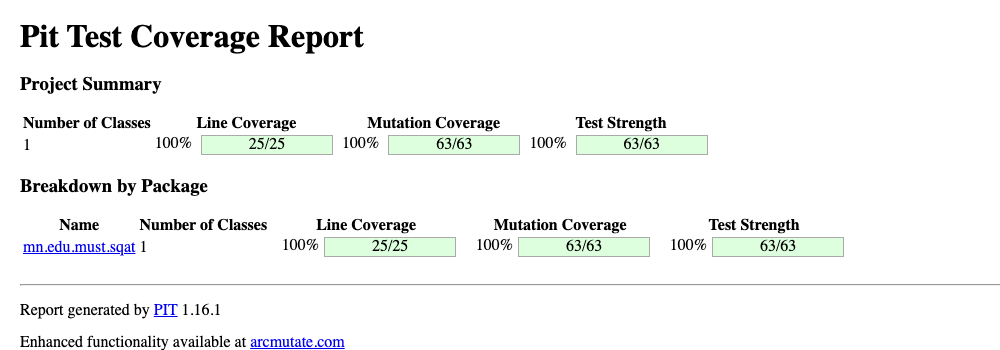 Pit Test Coverage Report
Project Summary
Number of Classes Line Coverage Mutation Coverage Test Strength
1 100% 25/25 100% 63/63 100% 63/63
Breakdown by Package
Name Number of Classes Line Coverage Mutation Coverage Test Strength
mn.edu.must.sqat 1 100% 25/25 100% 63/63 100% 63/63
Report generated by PIT 1.16.1
Enhanced functionality available at arcmutate.com